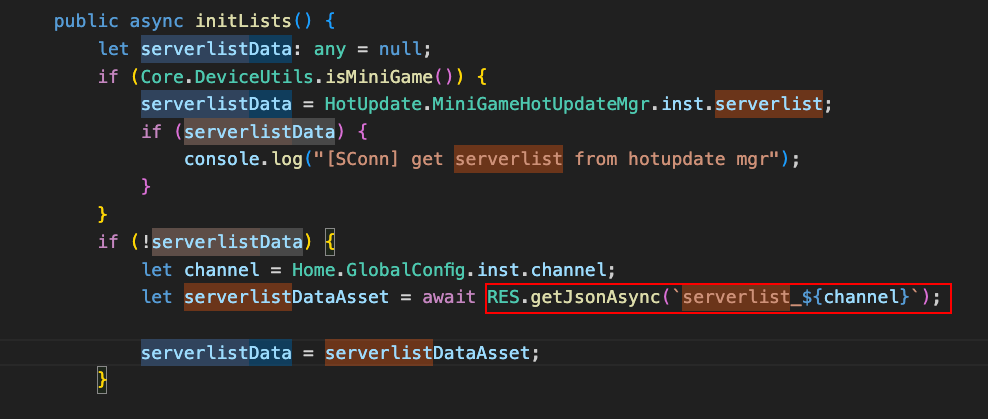 public async initLists() {
let serverlistData: any = null;
if (Core.DeviceUtils.isMiniGame()) {
serverlistData = HotUpdate.MiniGameHotUpdateMgr.inst.serverlist;
if (serverlistData) {
console.log("[SConn] get serverlist from hotupdate mgr");
}
}
if (!serverlistData) {
let channel = Home.GlobalConfig.inst.channel;
let serverlistDataAsset = await RES.getJsonAsync(`serverlist_${channel}`);
serverlistData = serverlistDataAsset;
}